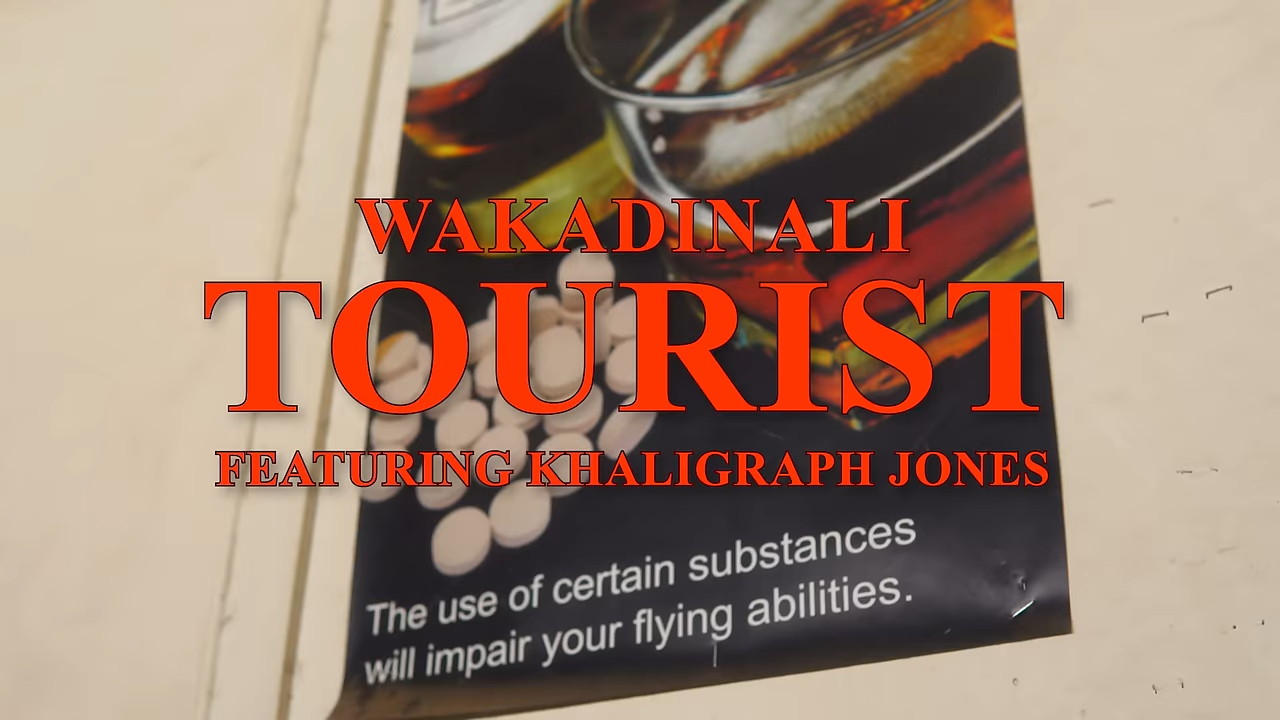 WAKADINALI
TOURIST
FEATURING KHALIGRAPH JONES
The use of certain substances
will impair your flying abilities.